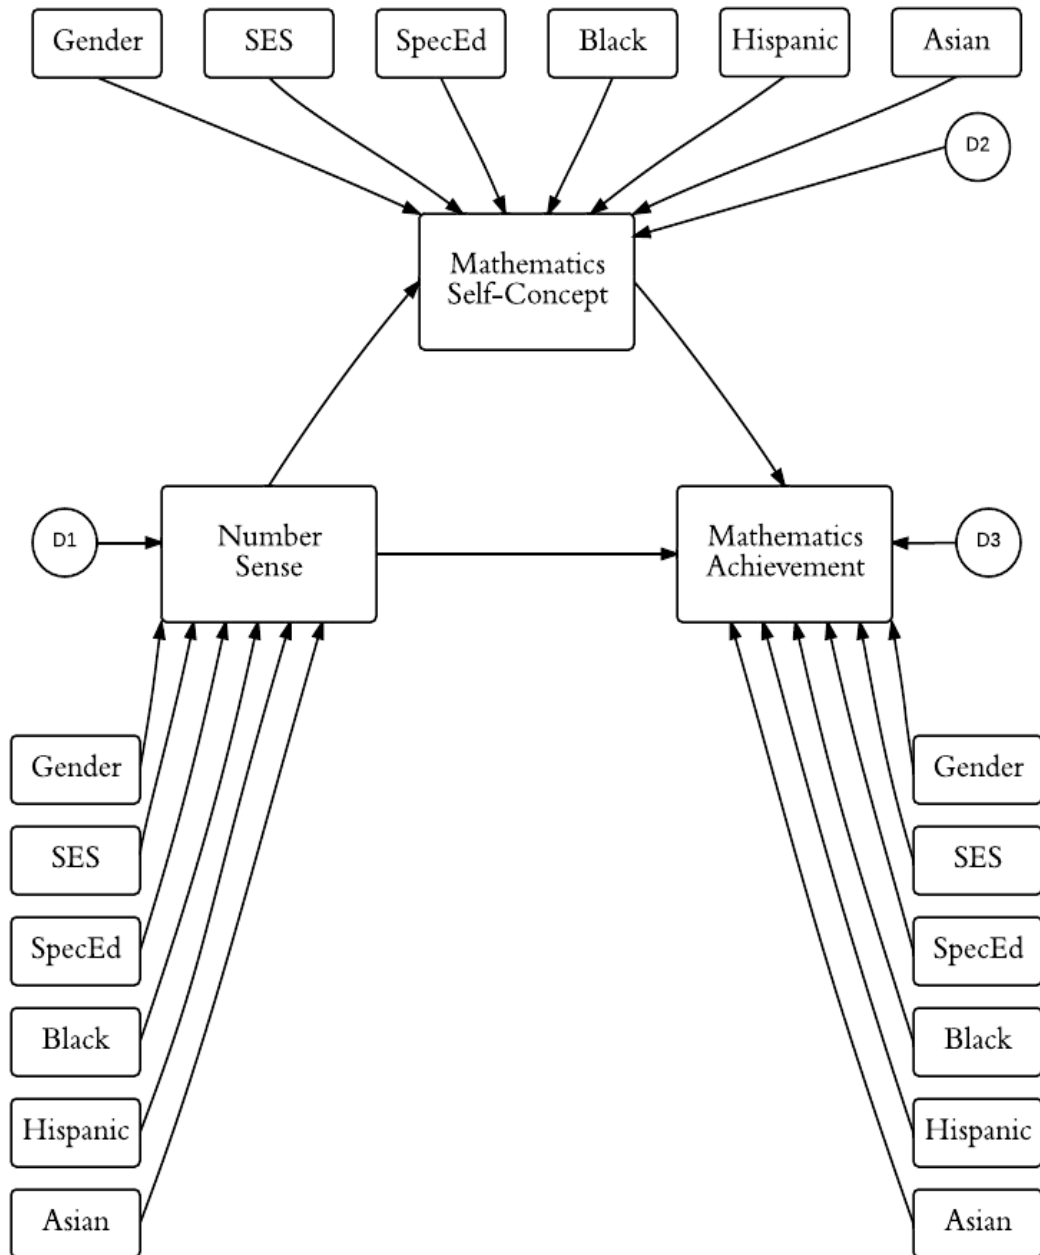 Gender
SES
SpecEd
Black
Hispanic
Asian
D2
Mathematics
Self-Concept
D1
Number
Sense
Mathematics
Achievement
D3
Gender
SES
SpecEd
Black
Hispanic
Asian
Gender
SES
SpecEd
Black
Hispanic
Asian